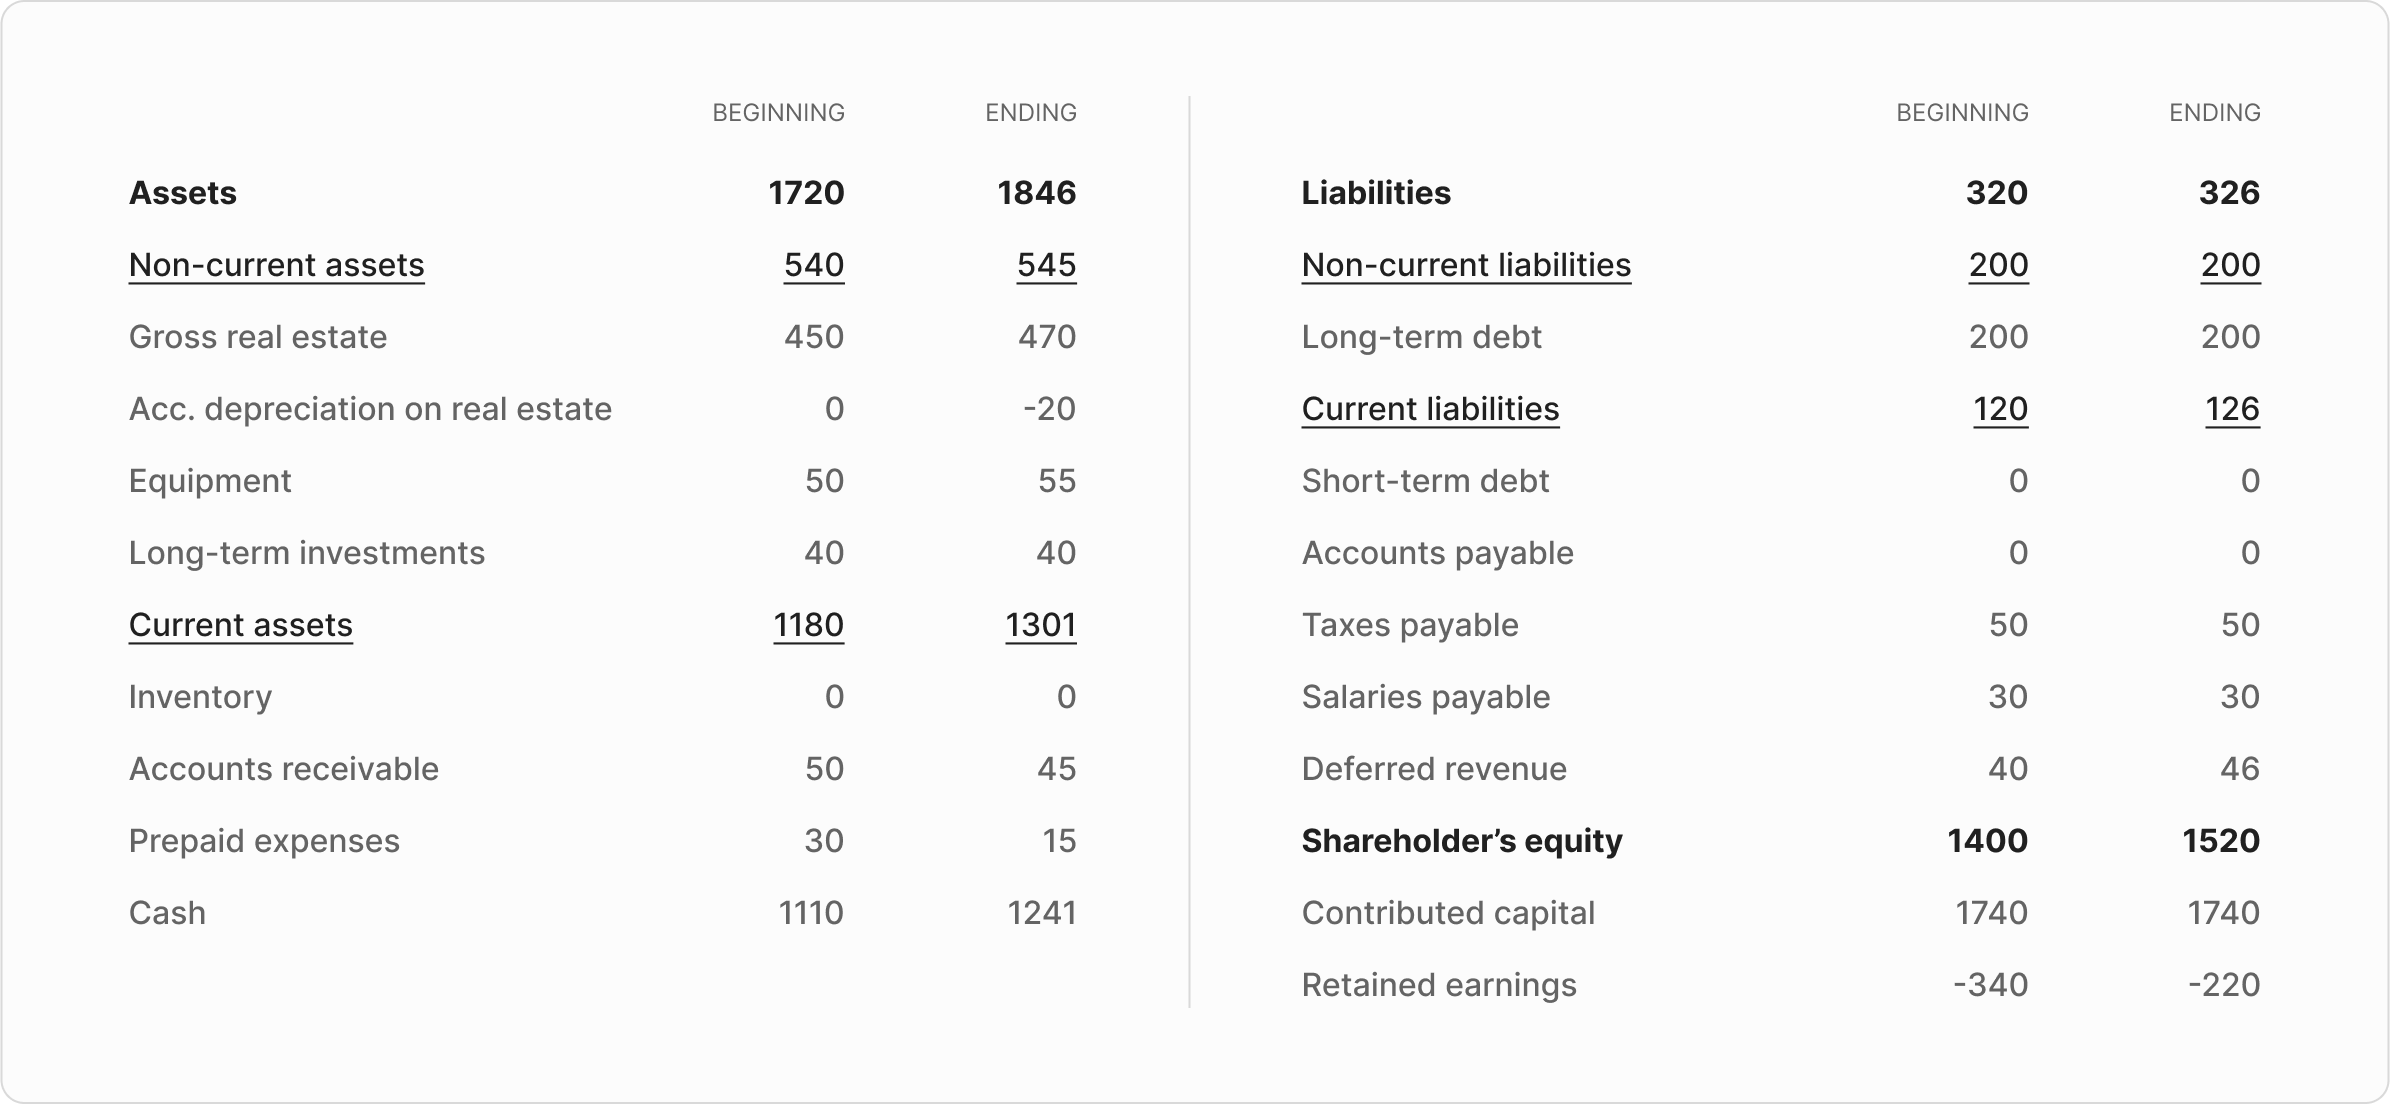 BEGINNING ENDING
Assets 1720 1846
Non-current assets 540 545
Gross real estate 450 470
Acc. depreciation on real estate 0 -20
Equipment 50 55
Long-term investments 40 40
Current assets 1180 1301
Inventory 0 0
Accounts receivable 50 45
Prepaid expenses 30 15
Cash 1110 1241
BEGINNING ENDING
Liabilities 320 326
Non-current liabilities 200 200
Long-term debt 200 200
Current liabilities 120 126
Short-term debt 0 0
Accounts payable 0 0
Taxes payable 50 50
Salaries payable 30 30
Deferred revenue 40 46
Shareholder’s equity 1400 1520
Contributed capital 1740 1740
Retained earnings -340 -220